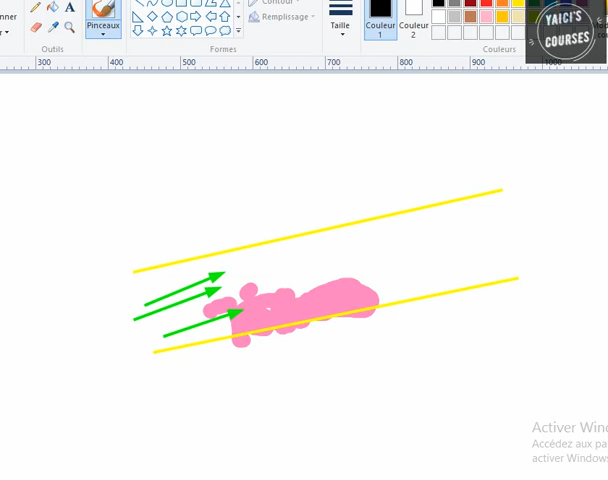 Contour
Remplissage
Outils
Pinceaux
Formes
Taille
Couleur
1
Couleur
2
Couleurs
YAICI'S
COURSES
300 400 500 600 700 800 900 1000
Activer Wind
Accédez aux pa
activer Windows